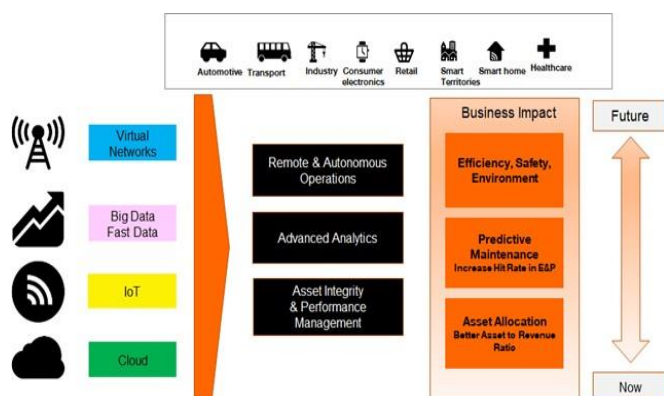 Automotive
Transport
Industry
Consumer
electronics
Retail
Smart
Territories
Smart home
Healthcare
Virtual
Networks
Big Data
Fast Data
IoT
Cloud
Remote & Autonomous
Operations
Advanced Analytics
Asset Integrity
& Performance
Management
Business Impact
Efficiency, Safety,
Environment
Predictive
Maintenance
Increase Hit Rate in E&P
Asset Allocation
Better Asset to Revenue
Ratio
Future
Now